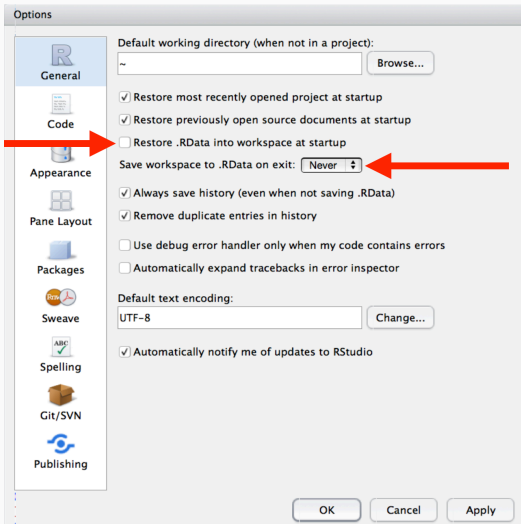 Options
General
Code
Appearance
Pane Layout
Packages
Sweave
Spelling
Git/SVN
Publishing
Default working directory (when not in a project):
~
Browse...
Restore most recently opened project at startup
Restore previously open source documents at startup
Restore .RData into workspace at startup
Save workspace to .RData on exit: Never
Always save history (even when not saving .RData)
Remove duplicate entries in history
Use debug error handler only when my code contains errors
Automatically expand tracebacks in error inspector
Default text encoding:
UTF-8
Change...
Automatically notify me of updates to RStudio
OK
Cancel
Apply